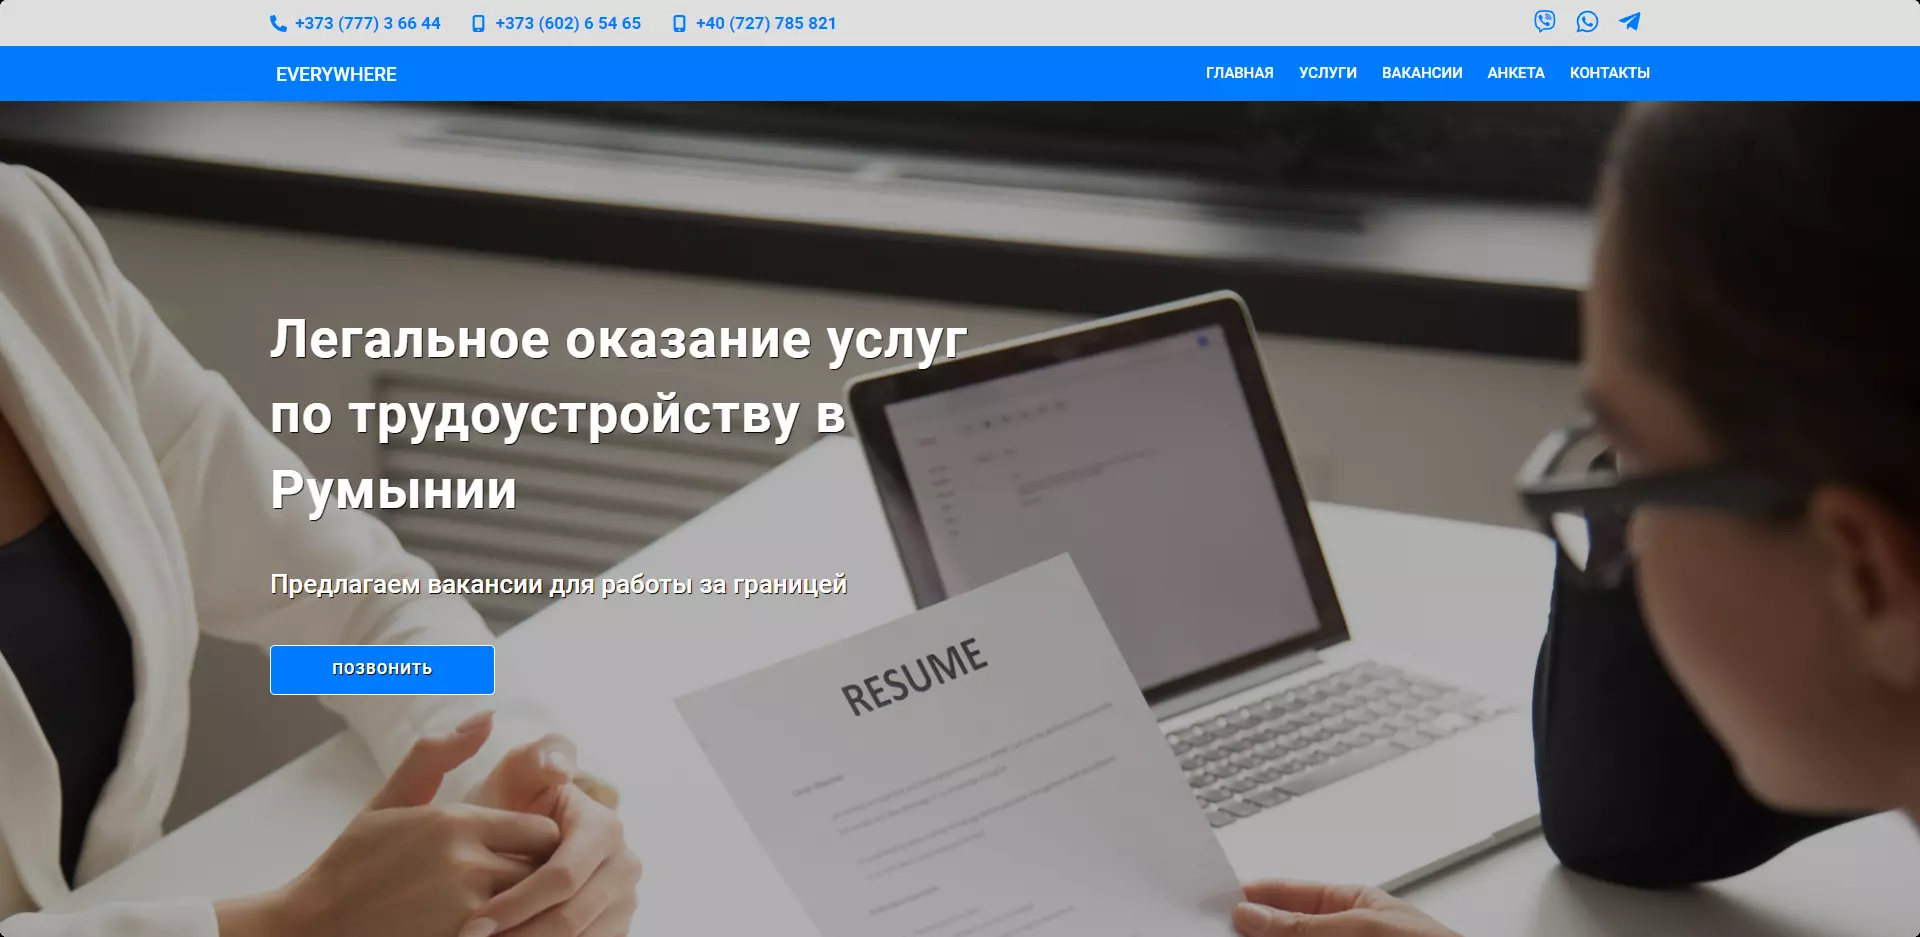 +373 (777) 3 66 44 +373 (602) 6 54 65 +40 (727) 785 821
EVERYWHERE ГЛАВНАЯ УСЛУГИ ВАКАНСИИ АНКЕТА КОНТАКТЫ
Легальное оказание услуг
по трудоустройству в
Румынии
Предлагаем вакансии для работы за границей
ПОЗВОНИТЬ
RESUME